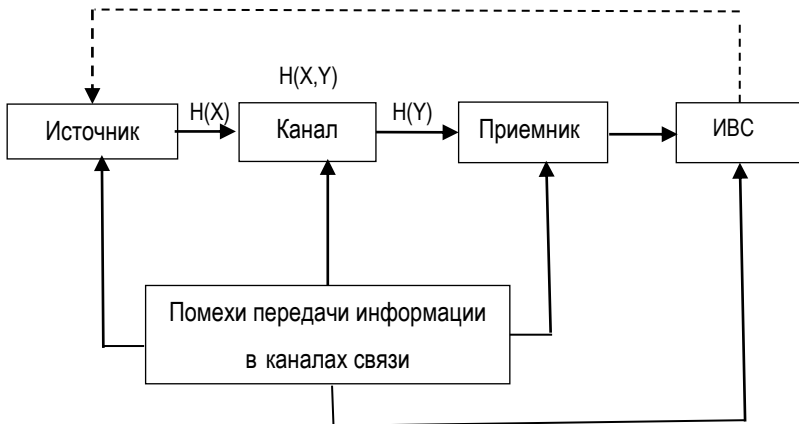 H(X,Y)
Источник
H(X)
Канал
H(Y)
Приемник
ИВС
Помехи передачи информации
в каналах связи